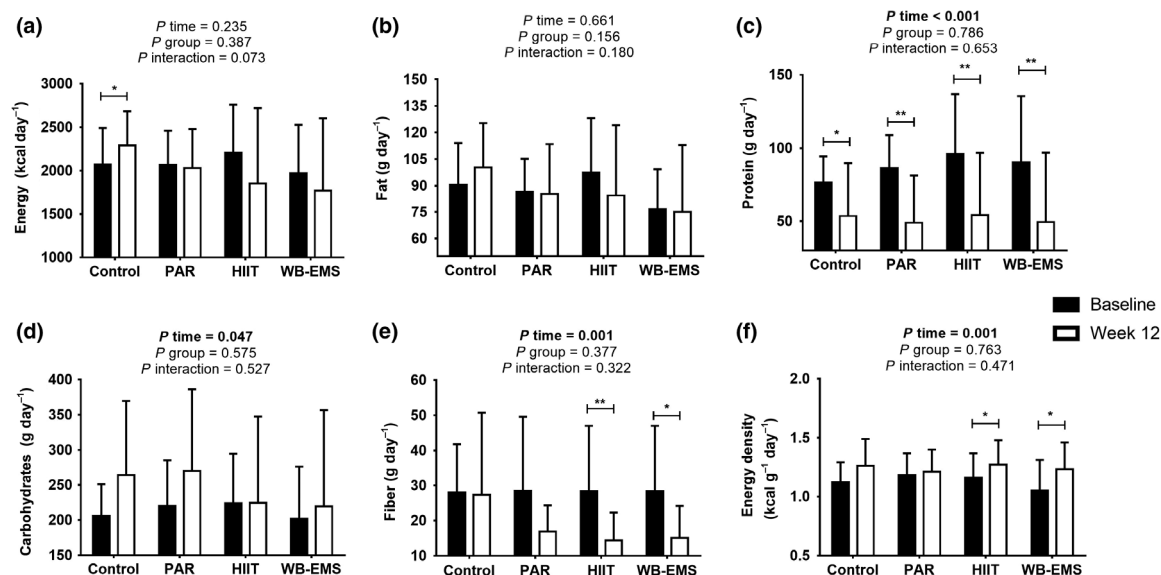 (a)
P time = 0.235
P group = 0.387
P interaction = 0.073
Energy (kcal day⁻¹)
3000
2500
2000
1500
1000
*
Control PAR HIIT WB-EMS
(b)
P time = 0.661
P group = 0.156
P interaction = 0.180
Fat (g day⁻¹)
150
135
120
105
90
75
60
Control PAR HIIT WB-EMS
(c)
P time < 0.001
P group = 0.786
P interaction = 0.653
Protein (g day⁻¹)
150
100
50
* ** ** **
Control PAR HIIT WB-EMS
Baseline
Week 12
(d)
P time = 0.047
P group = 0.575
P interaction = 0.527
Carbohydrates (g day⁻¹)
400
350
300
250
200
150
Control PAR HIIT WB-EMS
(e)
P time = 0.001
P group = 0.377
P interaction = 0.322
Fiber (g day⁻¹)
60
50
40
30
20
10
** *
Control PAR HIIT WB-EMS
(f)
P time = 0.001
P group = 0.763
P interaction = 0.471
Energy density
(kcal g⁻¹ day⁻¹)
2.0
1.5
1.0
0.5
* *
Control PAR HIIT WB-EMS